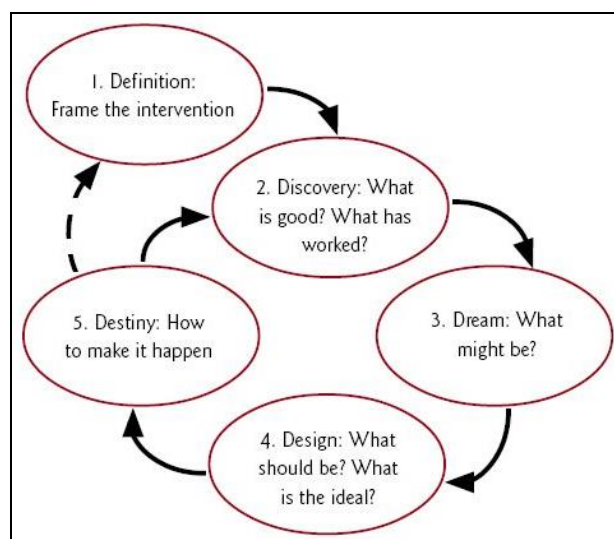 1. Definition:
Frame the intervention
2. Discovery: What
is good? What has
worked?
3. Dream: What
might be?
4. Design: What
should be? What
is the ideal?
5. Destiny: How
to make it happen